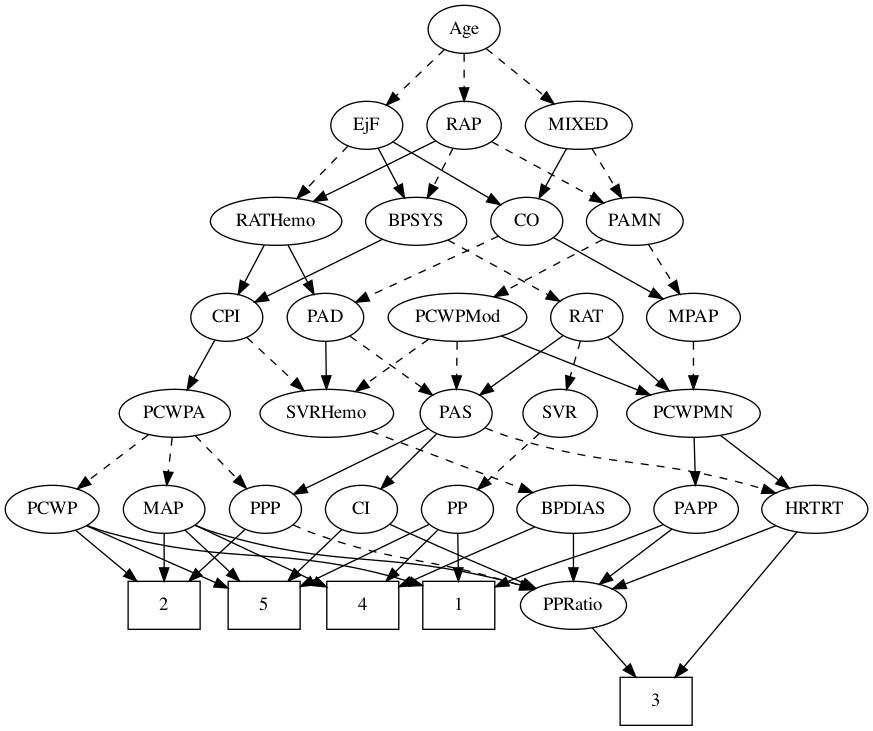 Age
EjF
RAP
MIXED
RATHemo
BPSYS
CO
PAMN
CPI
PAD
PCWPMod
RAT
MPAP
PCWPA
SVRHemo
PAS
SVR
PCWPMN
PCWP
MAP
PPP
CI
PP
BPDIAS
PAPP
HRTRT
2
5
4
1
PPRatio
3